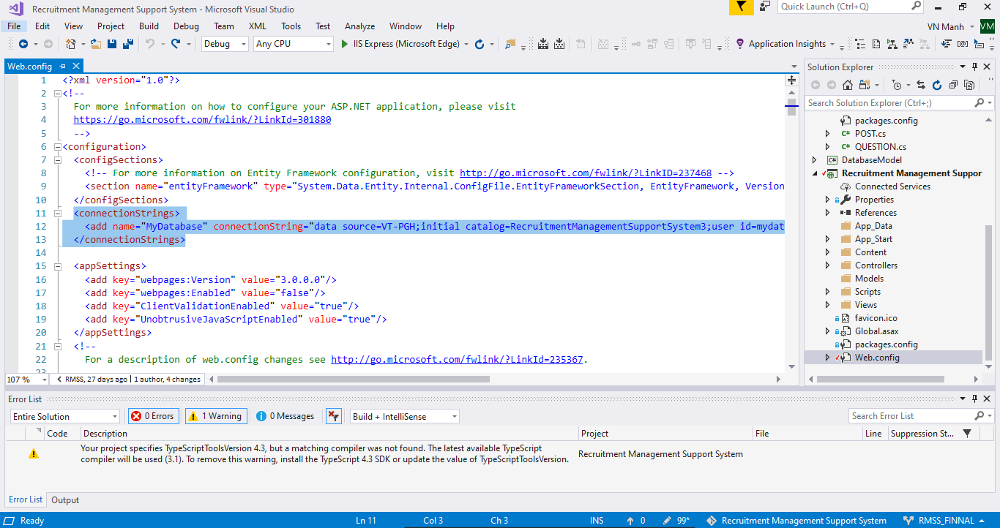 Recruitment Management Support System - Microsoft Visual Studio
Quick Launch (Ctrl+Q)
File Edit View Project Build Debug Team XML Tools Test Analyze Window Help
VN Manh VM
Debug Any CPU IIS Express (Microsoft Edge) Application Insights
Web.config
1 <?xml version="1.0"?>
2 <!--
3 For more information on how to configure your ASP.NET application, please visit
4 https://go.microsoft.com/fwlink/?LinkId=301880
5 -->
6 <configuration>
7 <configSections>
8 <!-- For more information on Entity Framework configuration, visit http://go.microsoft.com/fwlink/?LinkID=237468 -->
9 <section name="entityFramework" type="System.Data.Entity.Internal.ConfigFile.EntityFrameworkSection, EntityFramework, Version
10 </configSections>
11 <connectionStrings>
12 <add name="MyDatabase" connectionString="data source=VT-PGH;initial catalog=RecruitmentManagementSupportSystem3;user id=mydat
13 </connectionStrings>
14
15 <appSettings>
16 <add key="webpages:Version" value="3.0.0.0"/>
17 <add key="webpages:Enabled" value="false"/>
18 <add key="ClientValidationEnabled" value="true"/>
19 <add key="UnobtrusiveJavaScriptEnabled" value="true"/>
20 </appSettings>
21 <!--
22 For a description of web.config changes see http://go.microsoft.com/fwlink/?LinkId=235367.
23
107 % RMSS, 27 days ago | 1 author, 4 changes
Solution Explorer
Search Solution Explorer (Ctrl+;)
packages.config
C# POST.cs
C# QUESTION.cs
C# DatabaseModel
Recruitment Management Suppor
Connected Services
Properties
References
App_Data
App_Start
Content
Controllers
Models
Scripts
Views
favicon.ico
Global.asax
packages.config
Web.config
Error List
Entire Solution 0 Errors 1 Warning 0 Messages Build + IntelliSense Search Error List
Code Description Project File Line Suppression St...
Your project specifies TypeScriptToolsVersion 4.3, but a matching compiler was not found. The latest available TypeScript
compiler will be used (3.1). To remove this warning, install the TypeScript 4.3 SDK or update the value of TypeScriptToolsVersion.
Recruitment Management Support System
Error List Output
Ready Ln 11 Col 3 Ch 3 INS 0 99* Recruitment Management Support System RMSS_FINNAL